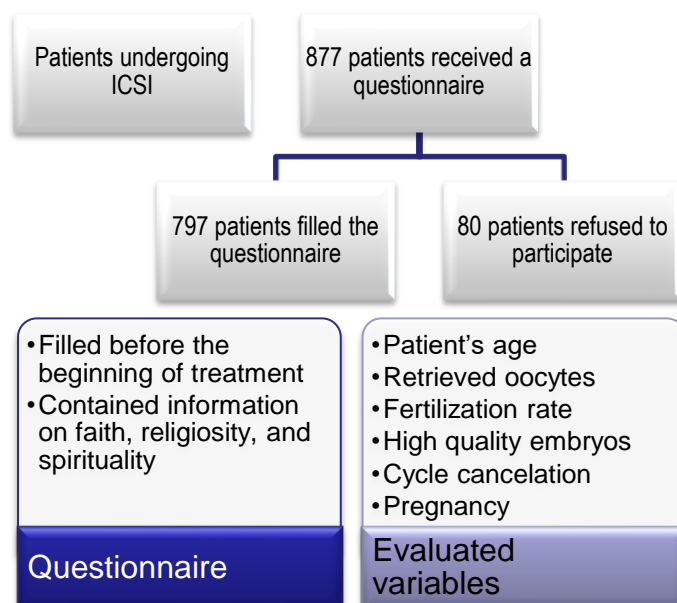 Patients undergoing
ICSI
877 patients received a
questionnaire
797 patients filled the
questionnaire
80 patients refused to
participate
•Filled before the
beginning of treatment
•Contained information
on faith, religiosity, and
spirituality
Questionnaire
•Patient's age
•Retrieved oocytes
•Fertilization rate
•High quality embryos
•Cycle cancelation
•Pregnancy
Evaluated
variables